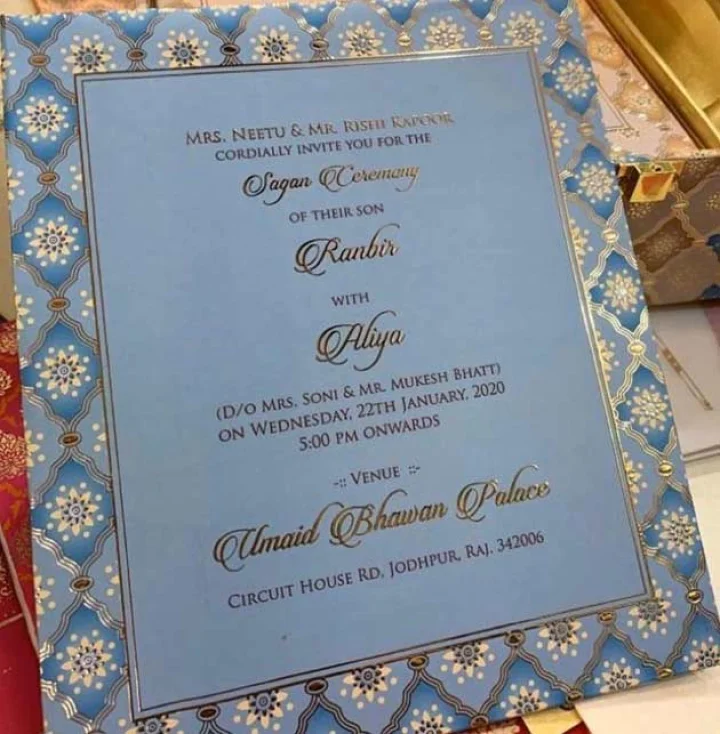 MRS. NEETU & MR. RISHI KAPOOR
CORDIALLY INVITE YOU FOR THE
Sagan Ceremany
OF THEIR SON
Ranbir
WITH
Aliya
(D/O MRS. SONI & MR. MUKESH BHATT)
ON WEDNESDAY, 22TH JANUARY, 2020
5:00 PM ONWARDS
-:: VENUE ::-
Umaid Bhawan Palace
CIRCUIT HOUSE RD, JODHPUR, RAJ. 342006